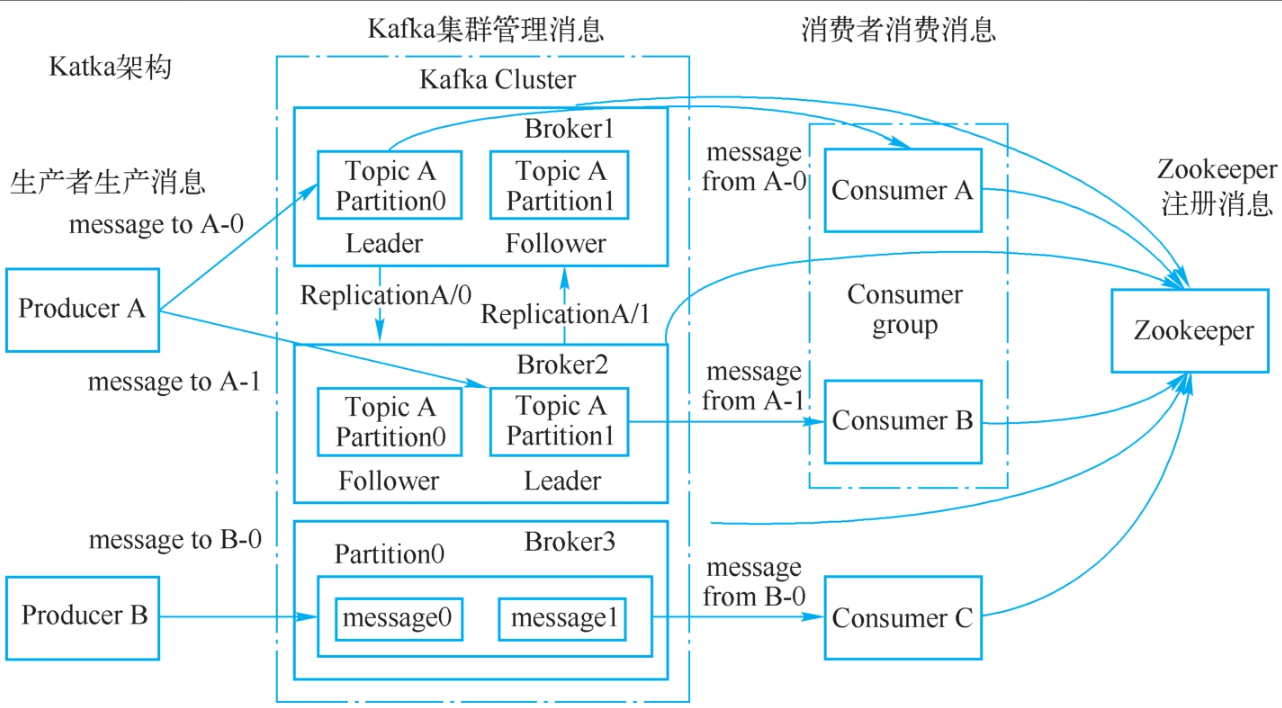 Kafka集群管理消息
消费者消费消息
Katka架构
Kafka Cluster
Broker1
Topic A
Partition0
Topic A
Partition1
Leader
Follower
生产者生产消息
message to A-0
Producer A
message to A-1
ReplicationA/0
ReplicationA/1
Broker2
Topic A
Partition0
Topic A
Partition1
Follower
Leader
message to B-0
Producer B
Partition0
Broker3
message0
message1
message
from A-0
Consumer A
Consumer
group
message
from A-1
Consumer B
message
from B-0
Consumer C
Zookeeper
注册消息
Zookeeper